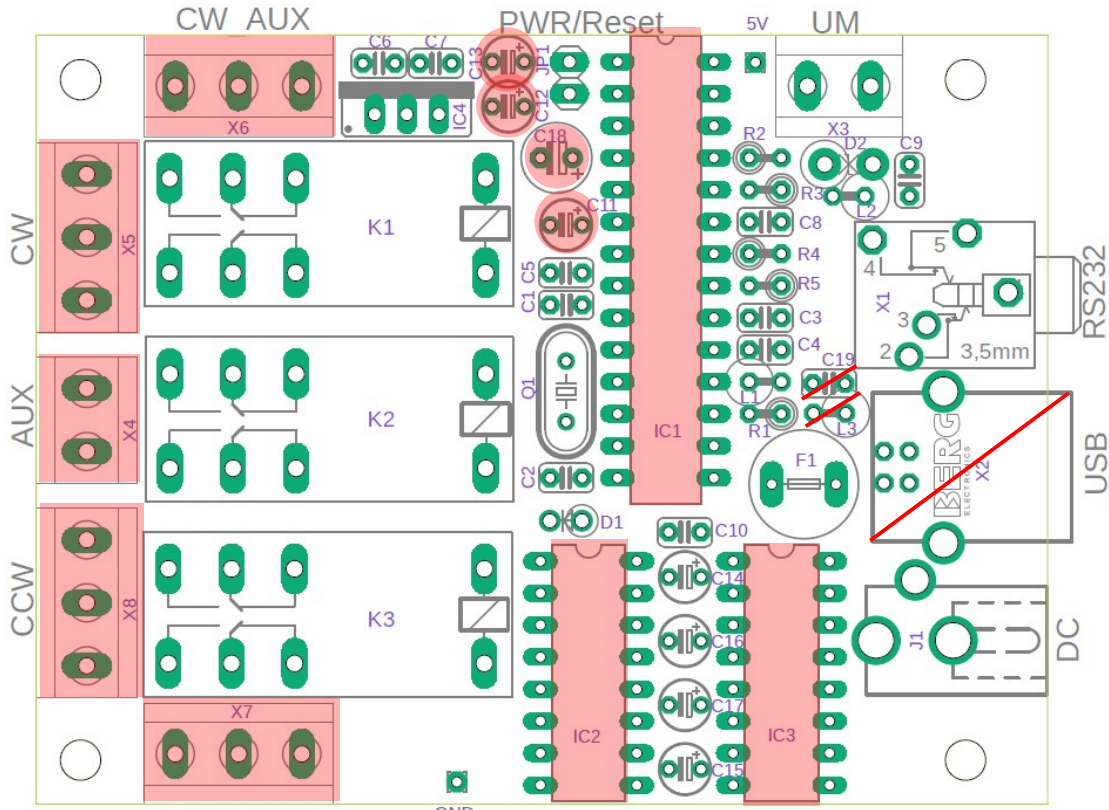 CW_AUX
PWR/Reset
UM
C6
C7
C13
JP1
5V
C12
IC4
X6
X3
C18
R2
D2
C9
R3
L2
C11
K1
C8
CW
X5
R4
5
4
C5
R5
X1
RS232
C1
C3
3
C4
2
3,5mm
Q1
L1
C19
AUX
X4
K2
IC1
R1
L3
BERG
ELECTRONICS
X2
USB
F1
C2
D1
C10
C14
CCW
X8
K3
C16
J1
DC
C17
X7
IC2
IC3
C15
GND